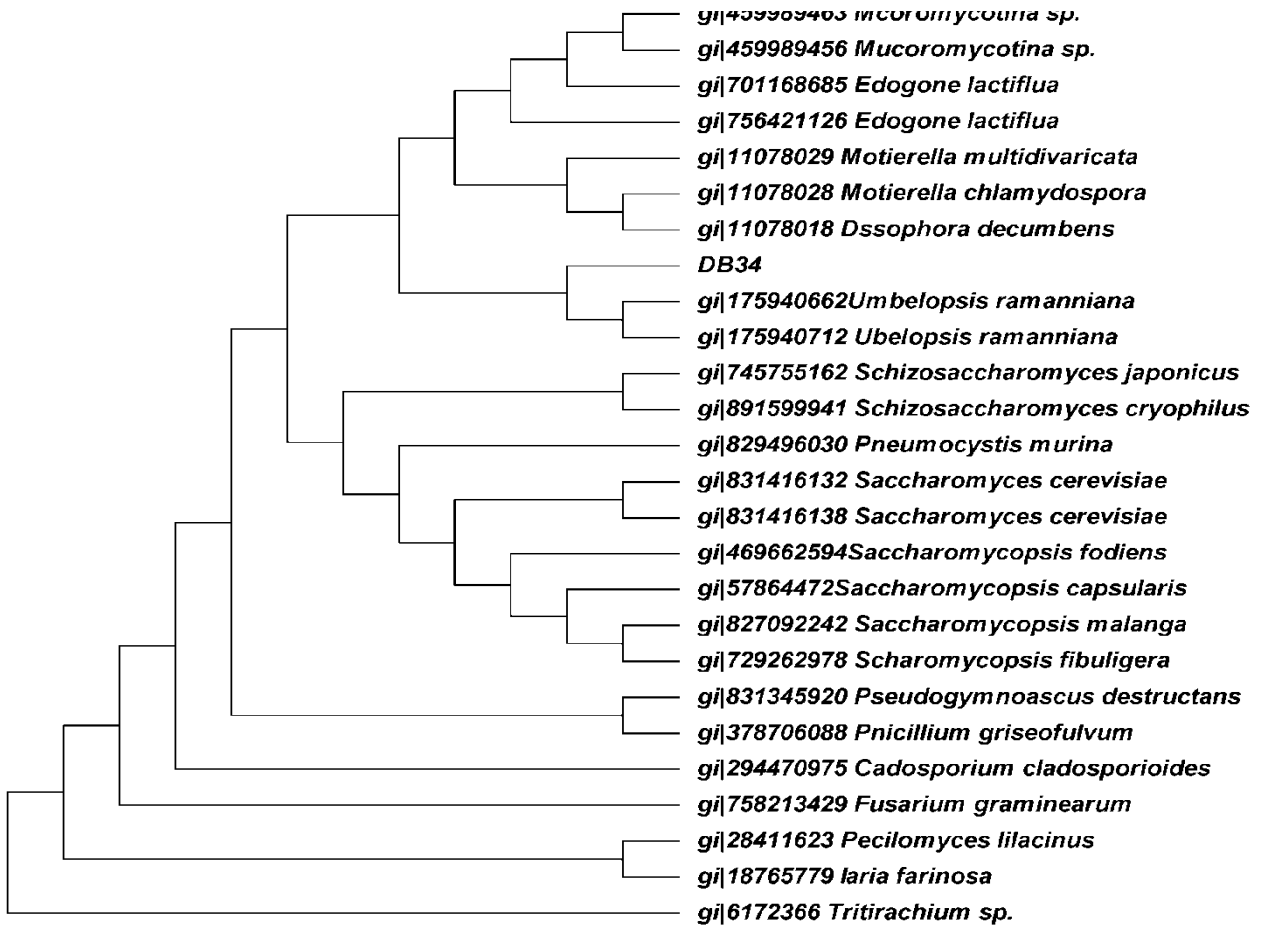 gi|459989463 Mcoromycotina sp.
gi|459989456 Mucoromycotina sp.
gi|701168685 Edogone lactiflua
gi|756421126 Edogone lactiflua
gi|11078029 Motierella multidivaricata
gi|11078028 Motierella chlamydospora
gi|11078018 Dssophora decumbens
DB34
gi|175940662Umbelopsis ramanniana
gi|175940712 Ubelopsis ramanniana
gi|745755162 Schizosaccharomyces japonicus
gi|891599941 Schizosaccharomyces cryophilus
gi|829496030 Pneumocystis murina
gi|831416132 Saccharomyces cerevisiae
gi|831416138 Saccharomyces cerevisiae
gi|469662594Saccharomycopsis fodiens
gi|57864472Saccharomycopsis capsularis
gi|827092242 Saccharomycopsis malanga
gi|729262978 Scharomycopsis fibuligera
gi|831345920 Pseudogymnoascus destructans
gi|378706088 Pnicillium griseofulvum
gi|294470975 Cadosporium cladosporioides
gi|758213429 Fusarium graminearum
gi|28411623 Pecilomyces lilacinus
gi|18765779 Iaria farinosa
gi|6172366 Tritirachium sp.